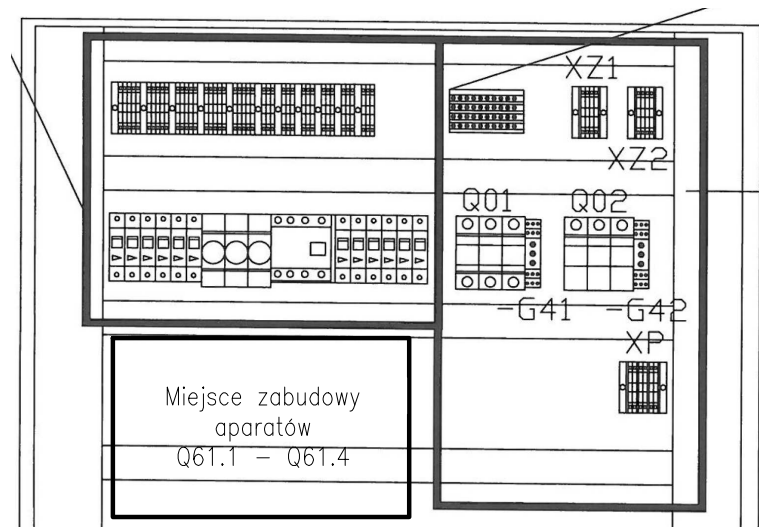 XZ1
XZ2
Q01 Q02
-G41 -G42
XP
Miejsce zabudowy
aparatów
Q61.1 – Q61.4